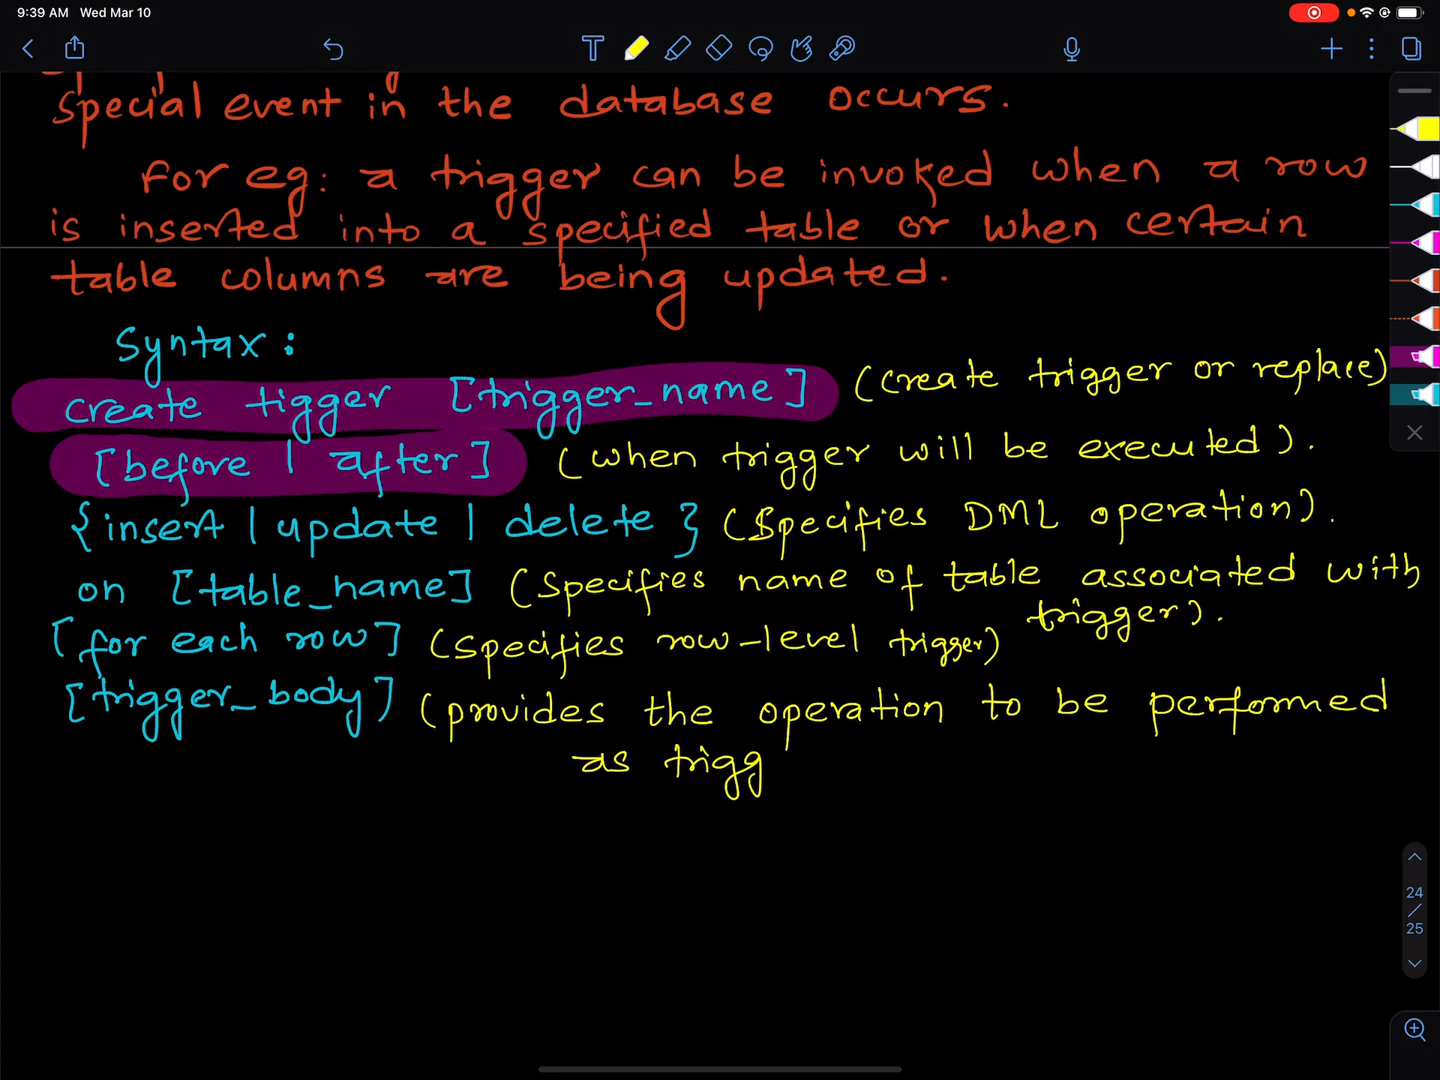 9:39 AM Wed Mar 10
special event in the database occurs.
for eg: a trigger can be invoked when a row
is inserted into a specified table or when certain
table columns are being updated.
Syntax:
create tigger [trigger_name] (create trigger or replace)
[before | after] (when trigger will be executed).
{insert | update | delete } (specifies DML operation).
on [table_name] (specifies name of table associated with
trigger).
[for each row] (specifies row-level trigger)
[trigger_body] (provides the operation to be performed
as trigg
24
/
25